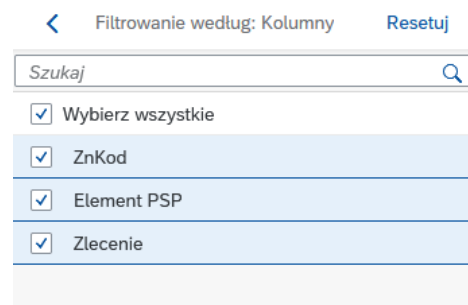 Filtrowanie według: Kolumny Resetuj
Szukaj
Wybierz wszystkie
ZnKod
Element PSP
Zlecenie